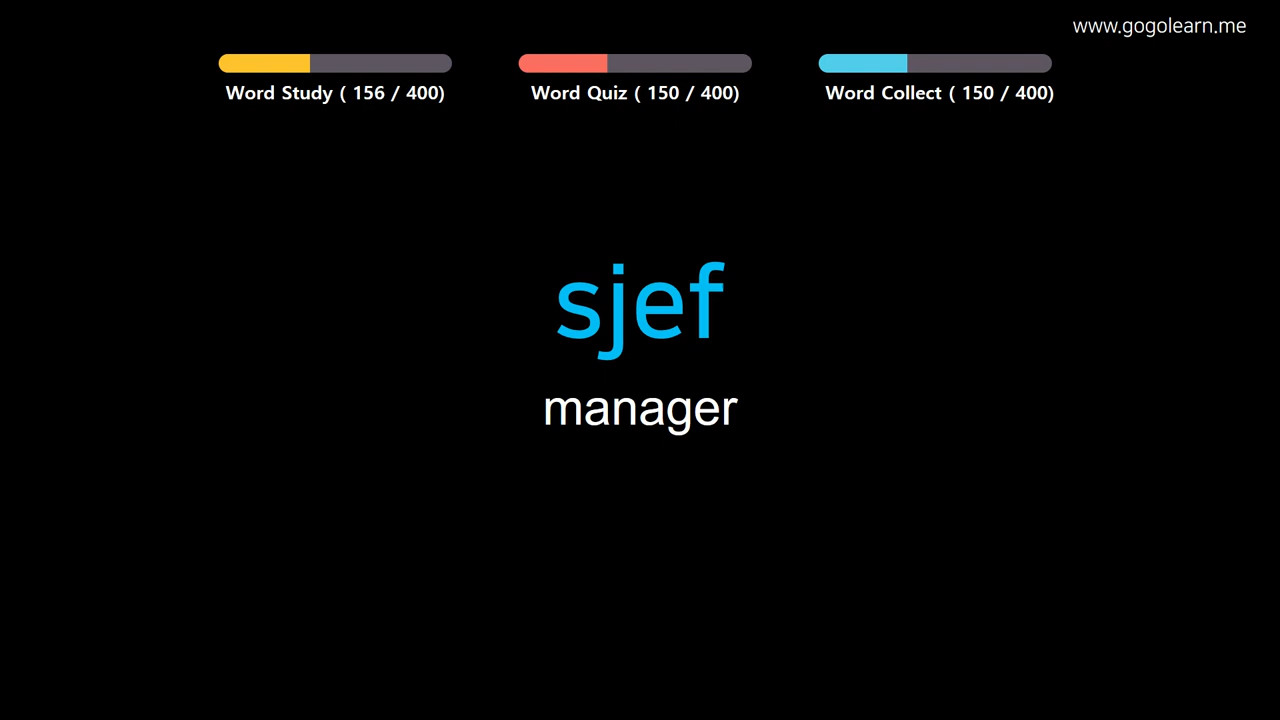 www.gogolearn.me
Word Study ( 156 / 400)
Word Quiz ( 150 / 400)
Word Collect ( 150 / 400)
sjef
manager